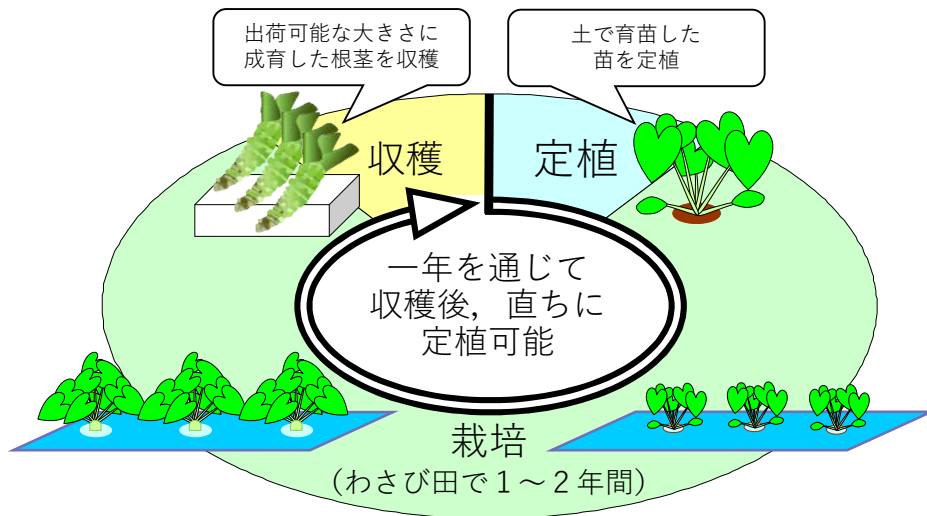 出荷可能な大きさに
成育した根茎を収穫
土で育苗した
苗を定植
収穫
定植
一年を通じて
収穫後，直ちに
定植可能
栽培
（わさび田で１～２年間）